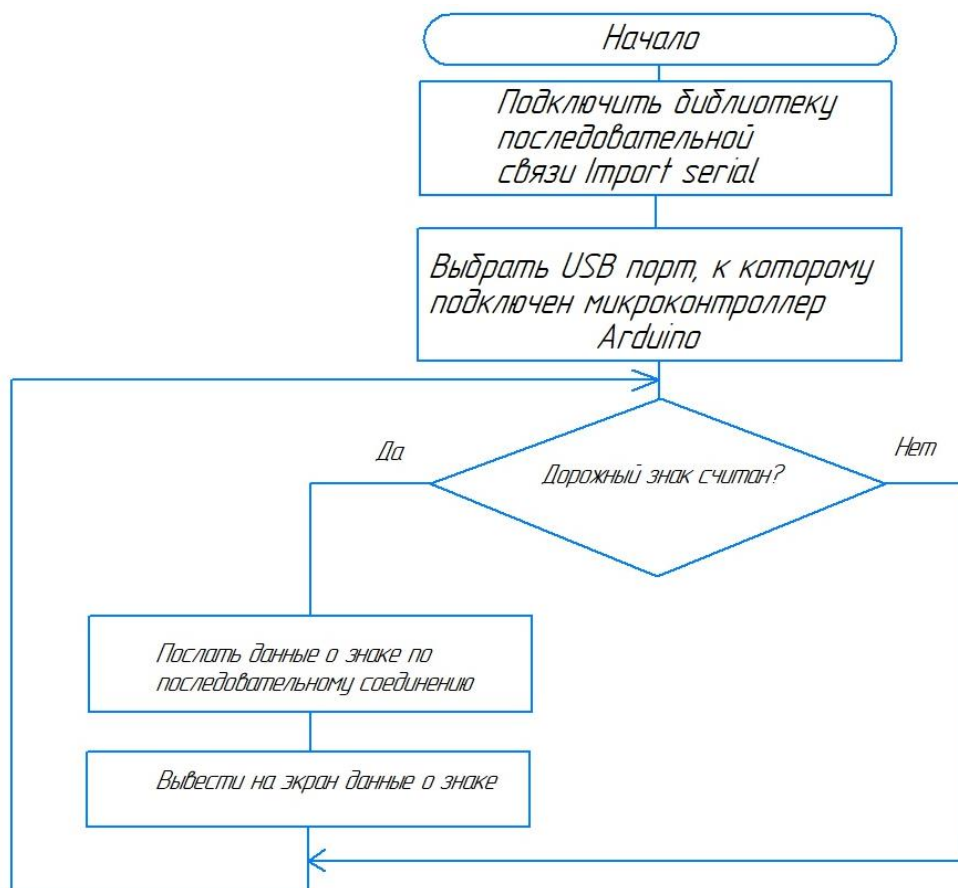 Начало
Подключить библиотеку
последовательной
связи Import serial
Выбрать USB порт, к которому
подключен микроконтроллер
Arduino
Да
Нет
Дорожный знак считан?
Послать данные о знаке по
последовательному соединению
Вывести на экран данные о знаке